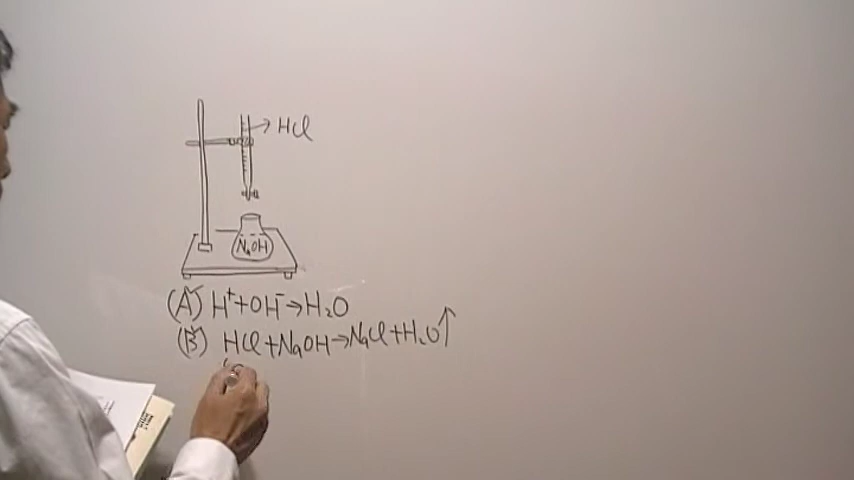 HCl
NaOH
(A) H⁺+OH⁻→H₂O
(B) HCl+NaOH→NaCl+H₂O↑